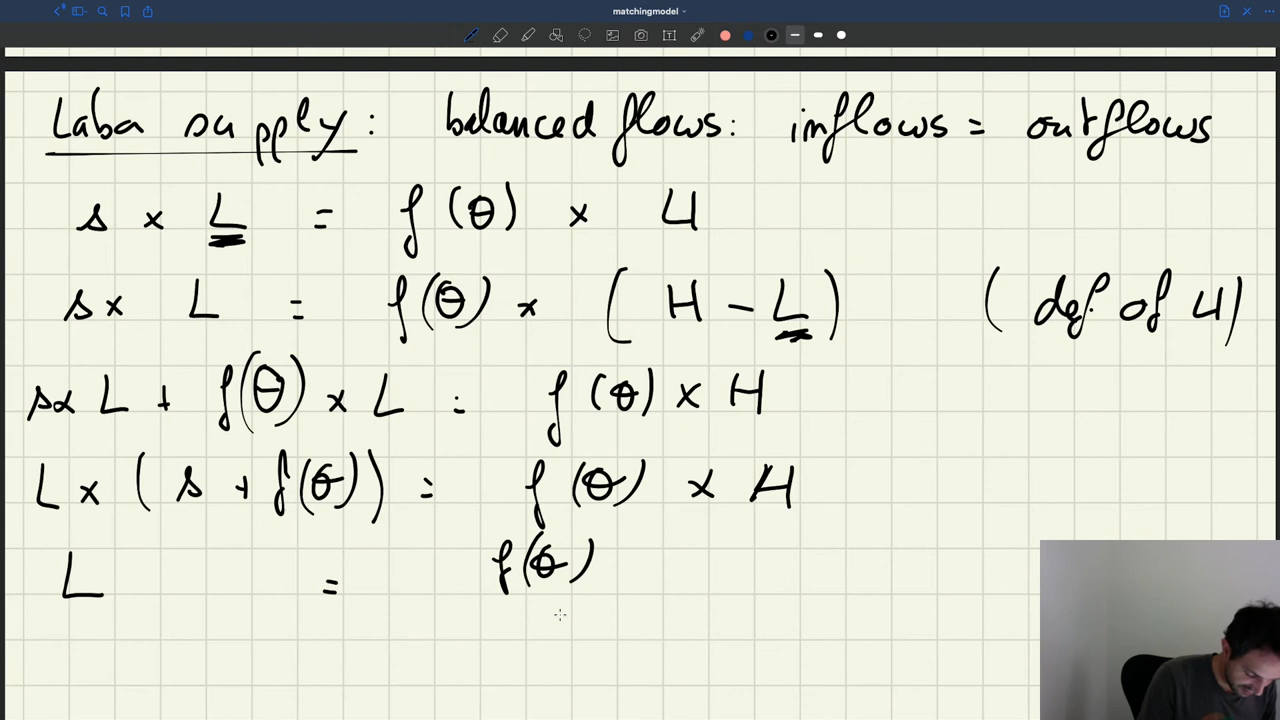 matchingmodel
Labor supply: balanced flows: inflows = outflows
s × L = f(θ) × U
s × L = f(θ) × (H - L) (def. of U)
s × L + f(θ) × L = f(θ) × H
L × (s + f(θ)) = f(θ) × H
L = f(θ)